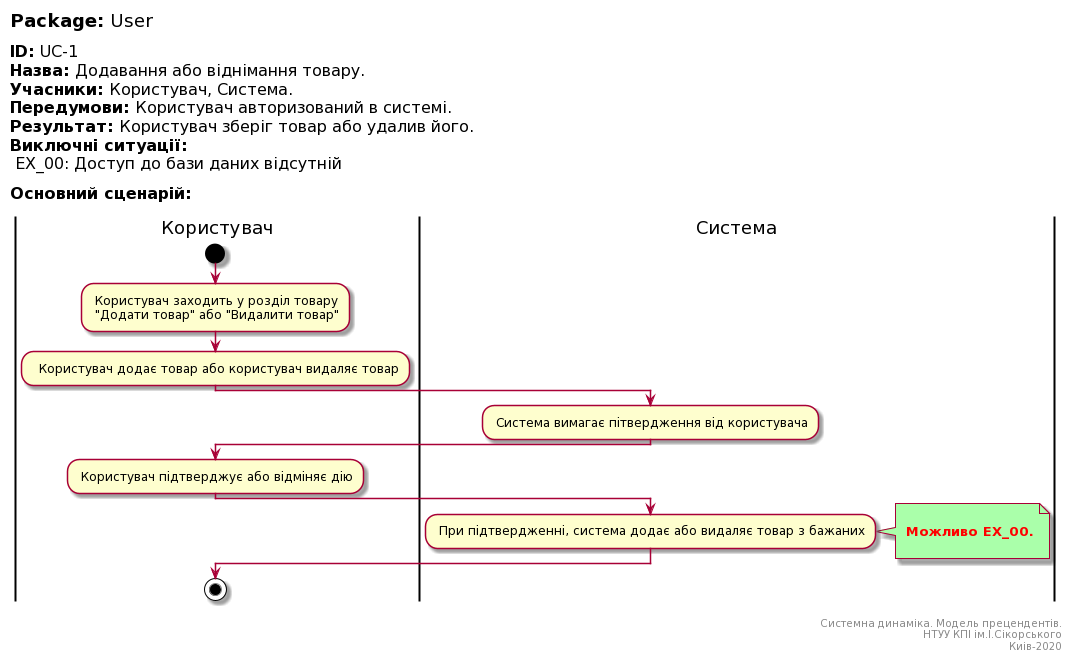 Package: User
ID: UC-1
Назва: Додавання або віднімання товару.
Учасники: Користувач, Система.
Передумови: Користувач авторизований в системі.
Результат: Користувач зберіг товар або удалив його.
Виключні ситуації:
EX_00: Доступ до бази даних відсутній
Основний сценарій:
Користувач
Система
Користувач заходить у розділ товару
"Додати товар" або "Видалити товар"
Користувач додає товар або користувач видаляє товар
Система вимагає пітвердження від користувача
Користувач підтверджує або відміняє дію
При підтвердженні, система додає або видаляє товар з бажаних
Можливо EX_00.
Системна динаміка. Модель прецендентів.
НТУУ КПІ ім.І.Сікорського
Киів-2020